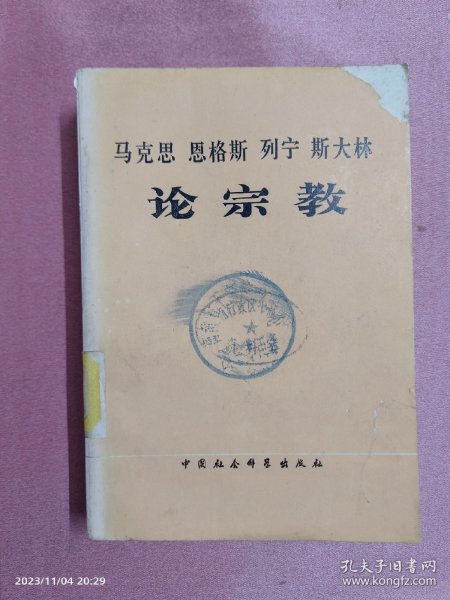 马克思 恩格斯 列宁 斯大林
论宗教
中国社会科学出版社
2023/11/04 20:29
孔夫子旧书网
www.kongfz.com